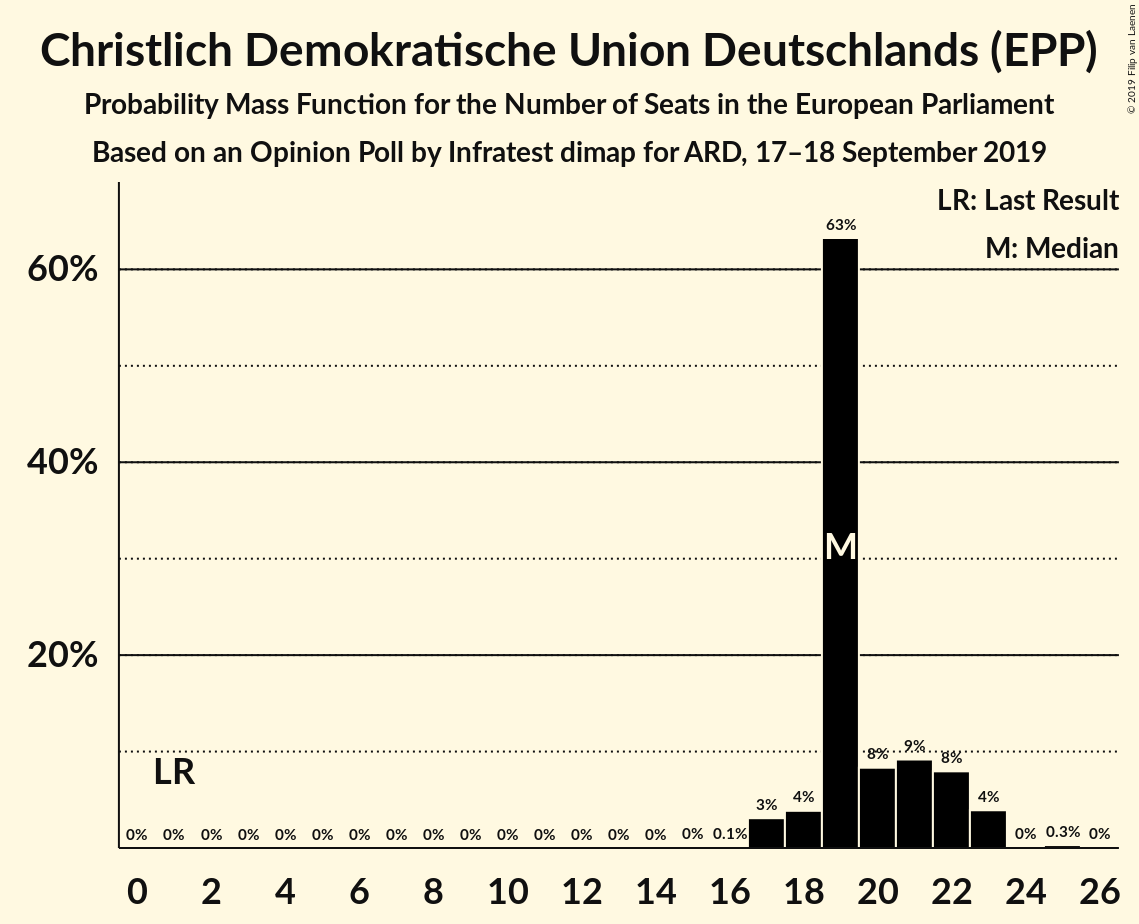 Christlich Demokratische Union Deutschlands (EPP)
Probability Mass Function for the Number of Seats in the European Parliament
Based on an Opinion Poll by Infratest dimap for ARD, 17–18 September 2019
© 2019 Filip van Laenen
LR: Last Result
M: Median
63%
60%
40%
M
20%
9%
8% 8%
LR
4% 4%
3%
0% 0% 0% 0% 0% 0% 0% 0% 0% 0% 0% 0% 0% 0% 0% 0% 0.1% 0% 0.3% 0%
0 2 4 6 8 10 12 14 16 18 20 22 24 26